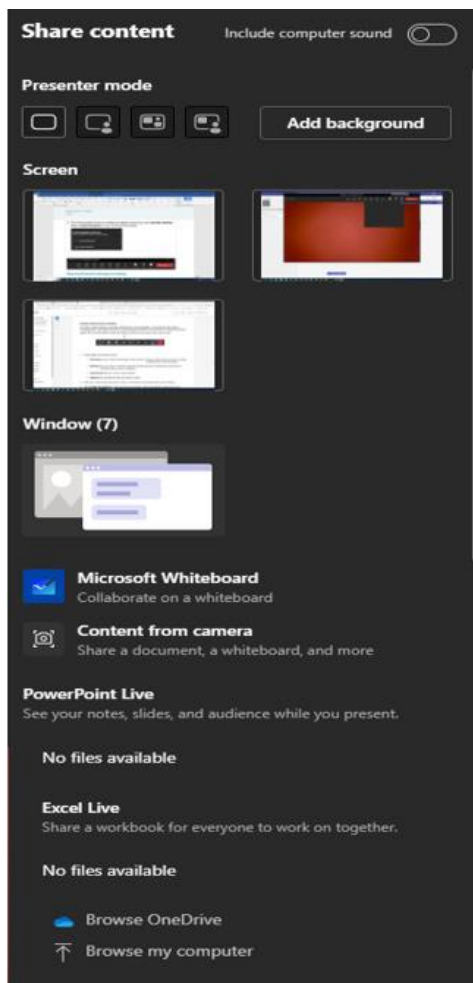 Share content
Include computer sound
Presenter mode
Add background
Screen
Window (7)
Microsoft Whiteboard
Collaborate on a whiteboard
Content from camera
Share a document, a whiteboard, and more
PowerPoint Live
See your notes, slides, and audience while you present.
No files available
Excel Live
Share a workbook for everyone to work on together.
No files available
Browse OneDrive
Browse my computer